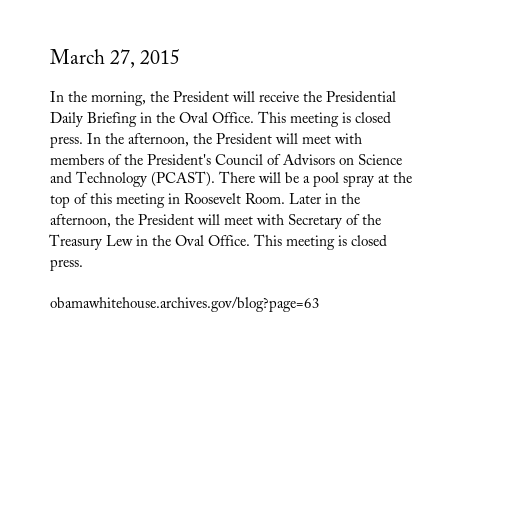 March 27, 2015
In the morning, the President will receive the Presidential
Daily Briefing in the Oval Office. This meeting is closed
press. In the afternoon, the President will meet with
members of the President's Council of Advisors on Science
and Technology (PCAST). There will be a pool spray at the
top of this meeting in Roosevelt Room. Later in the
afternoon, the President will meet with Secretary of the
Treasury Lew in the Oval Office. This meeting is closed
press.
obamawhitehouse.archives.gov/blog?page=63